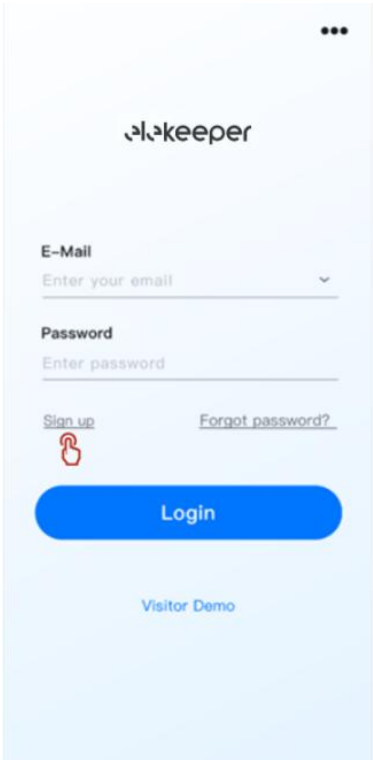 elekeeper
E-Mail
Enter your email
Password
Enter password
Sign up
Forgot password?
Login
Visitor Demo